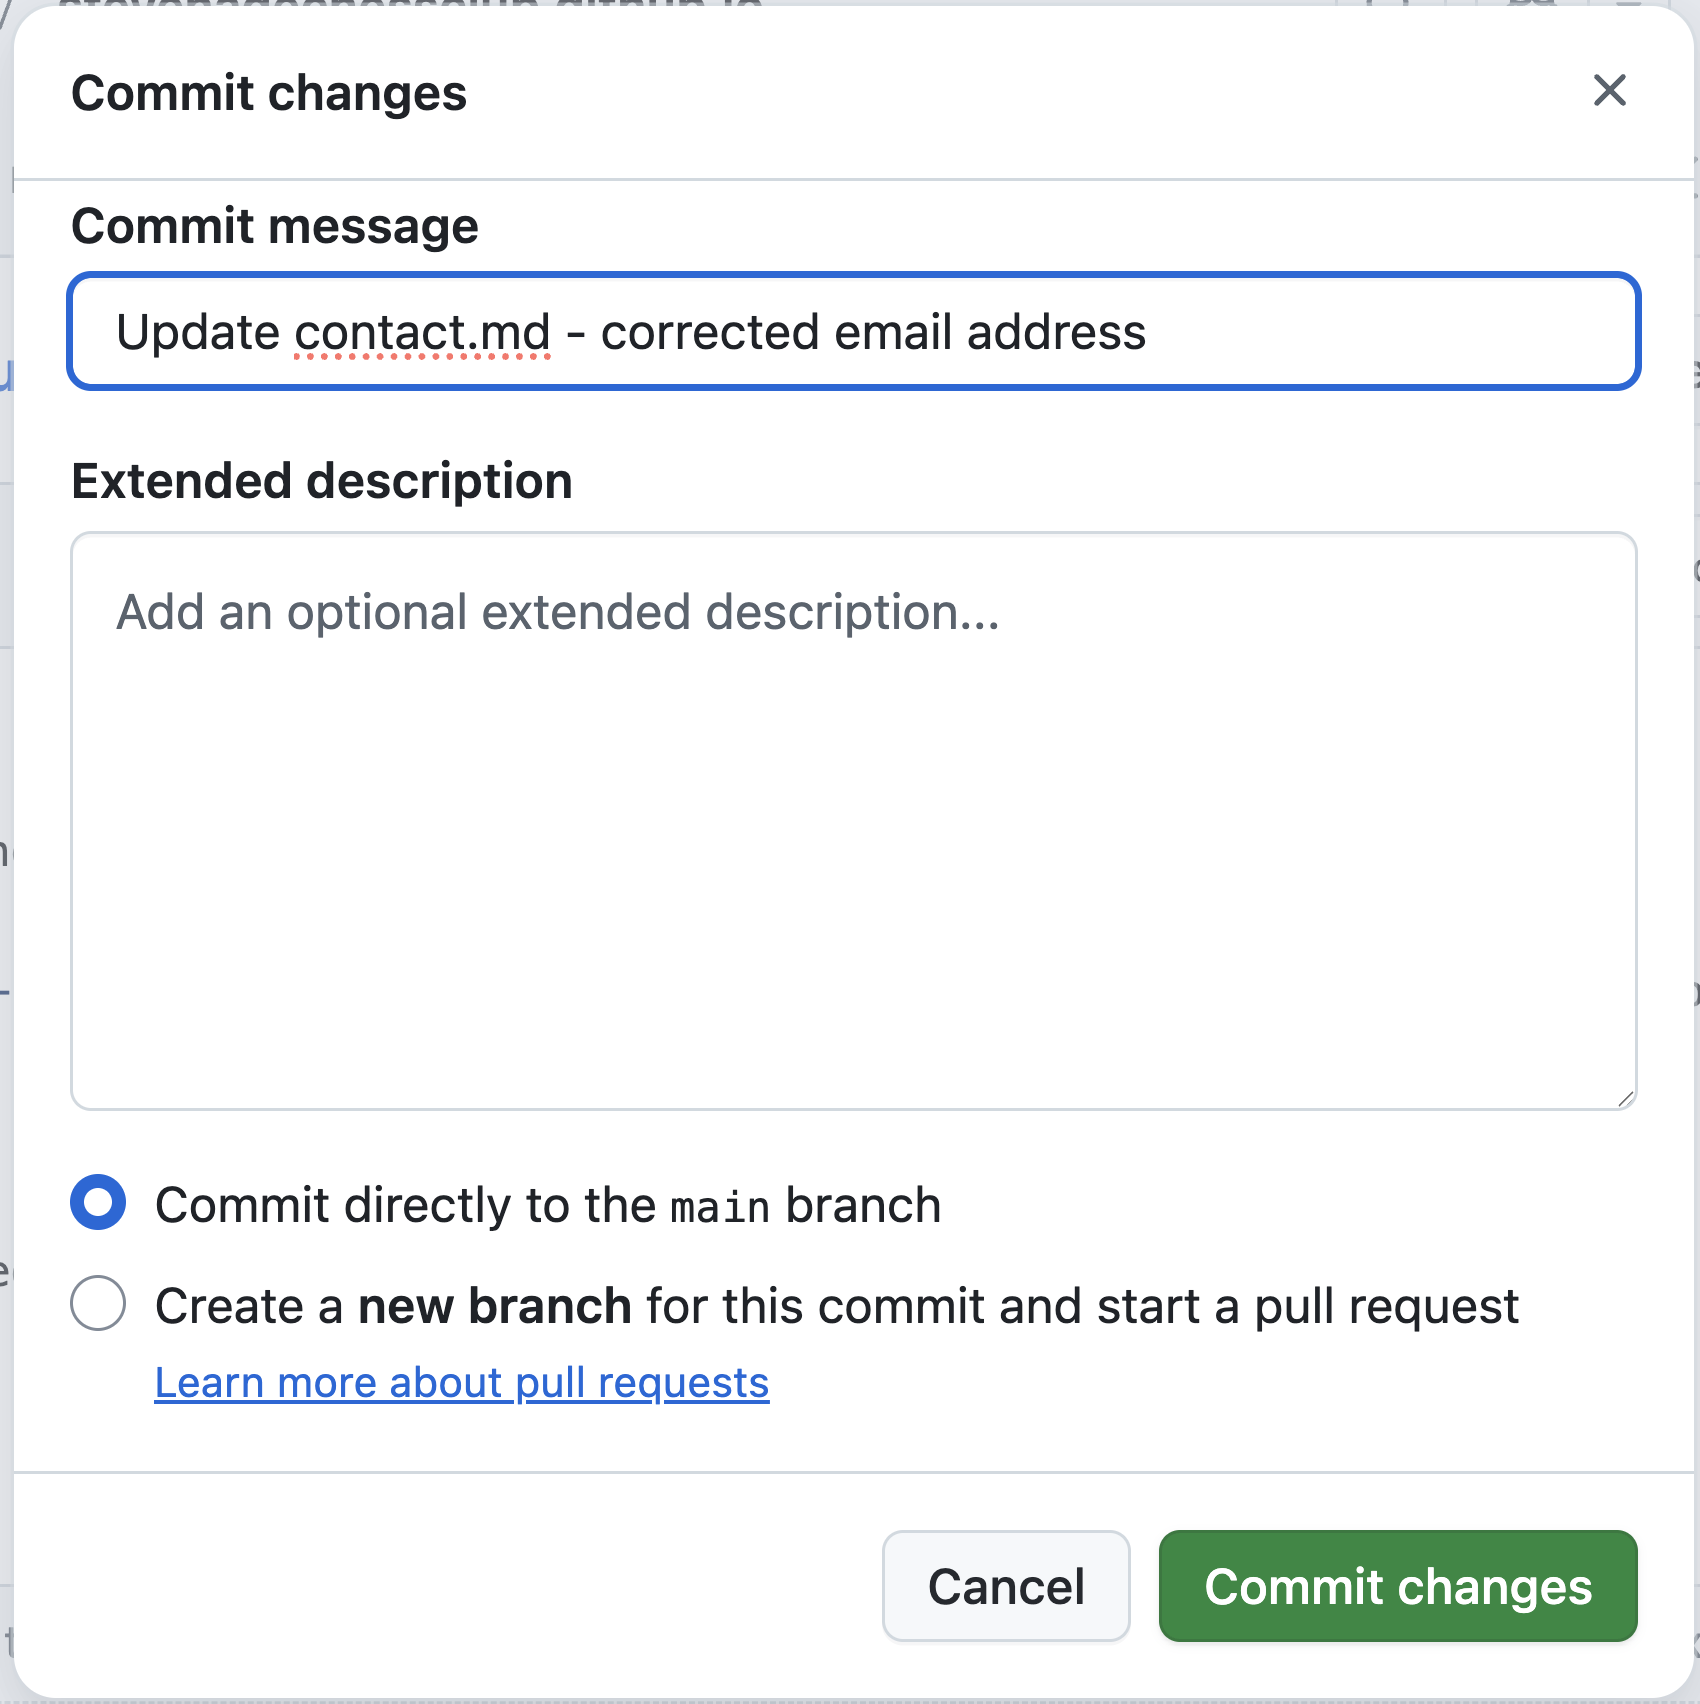 Commit changes
Commit message
Update contact.md - corrected email address
Extended description
Add an optional extended description...
Commit directly to the main branch
Create a new branch for this commit and start a pull request
Learn more about pull requests
Cancel
Commit changes